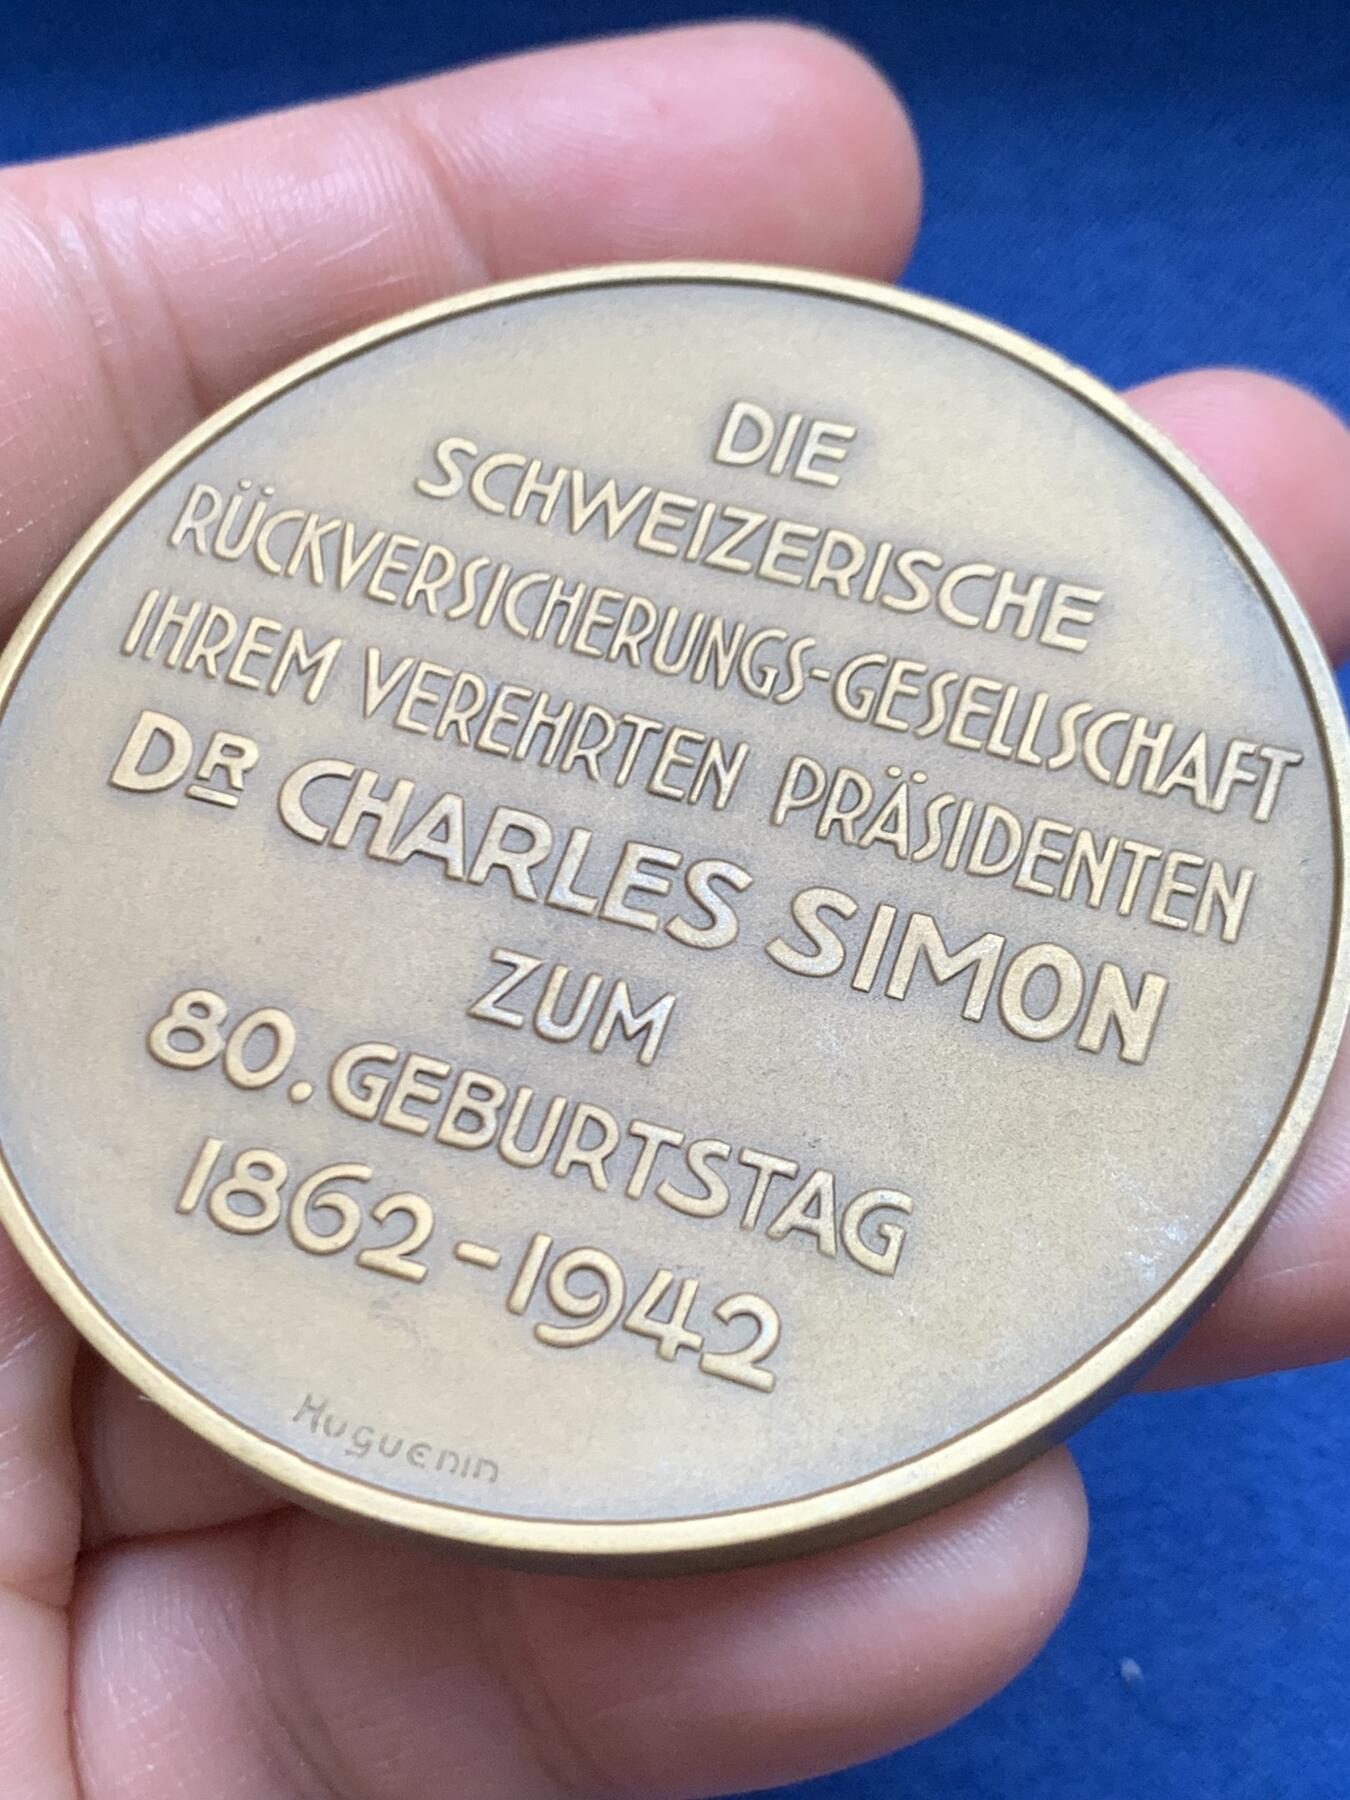 DIE
SCHWEIZERISCHE
RÜCKVERSICHERUNGS-GESELLSCHAFT
IHREM VEREHRTEN PRÄSIDENTEN
DR CHARLES SIMON
ZUM
80. GEBURTSTAG
1862-1942
Huguenin